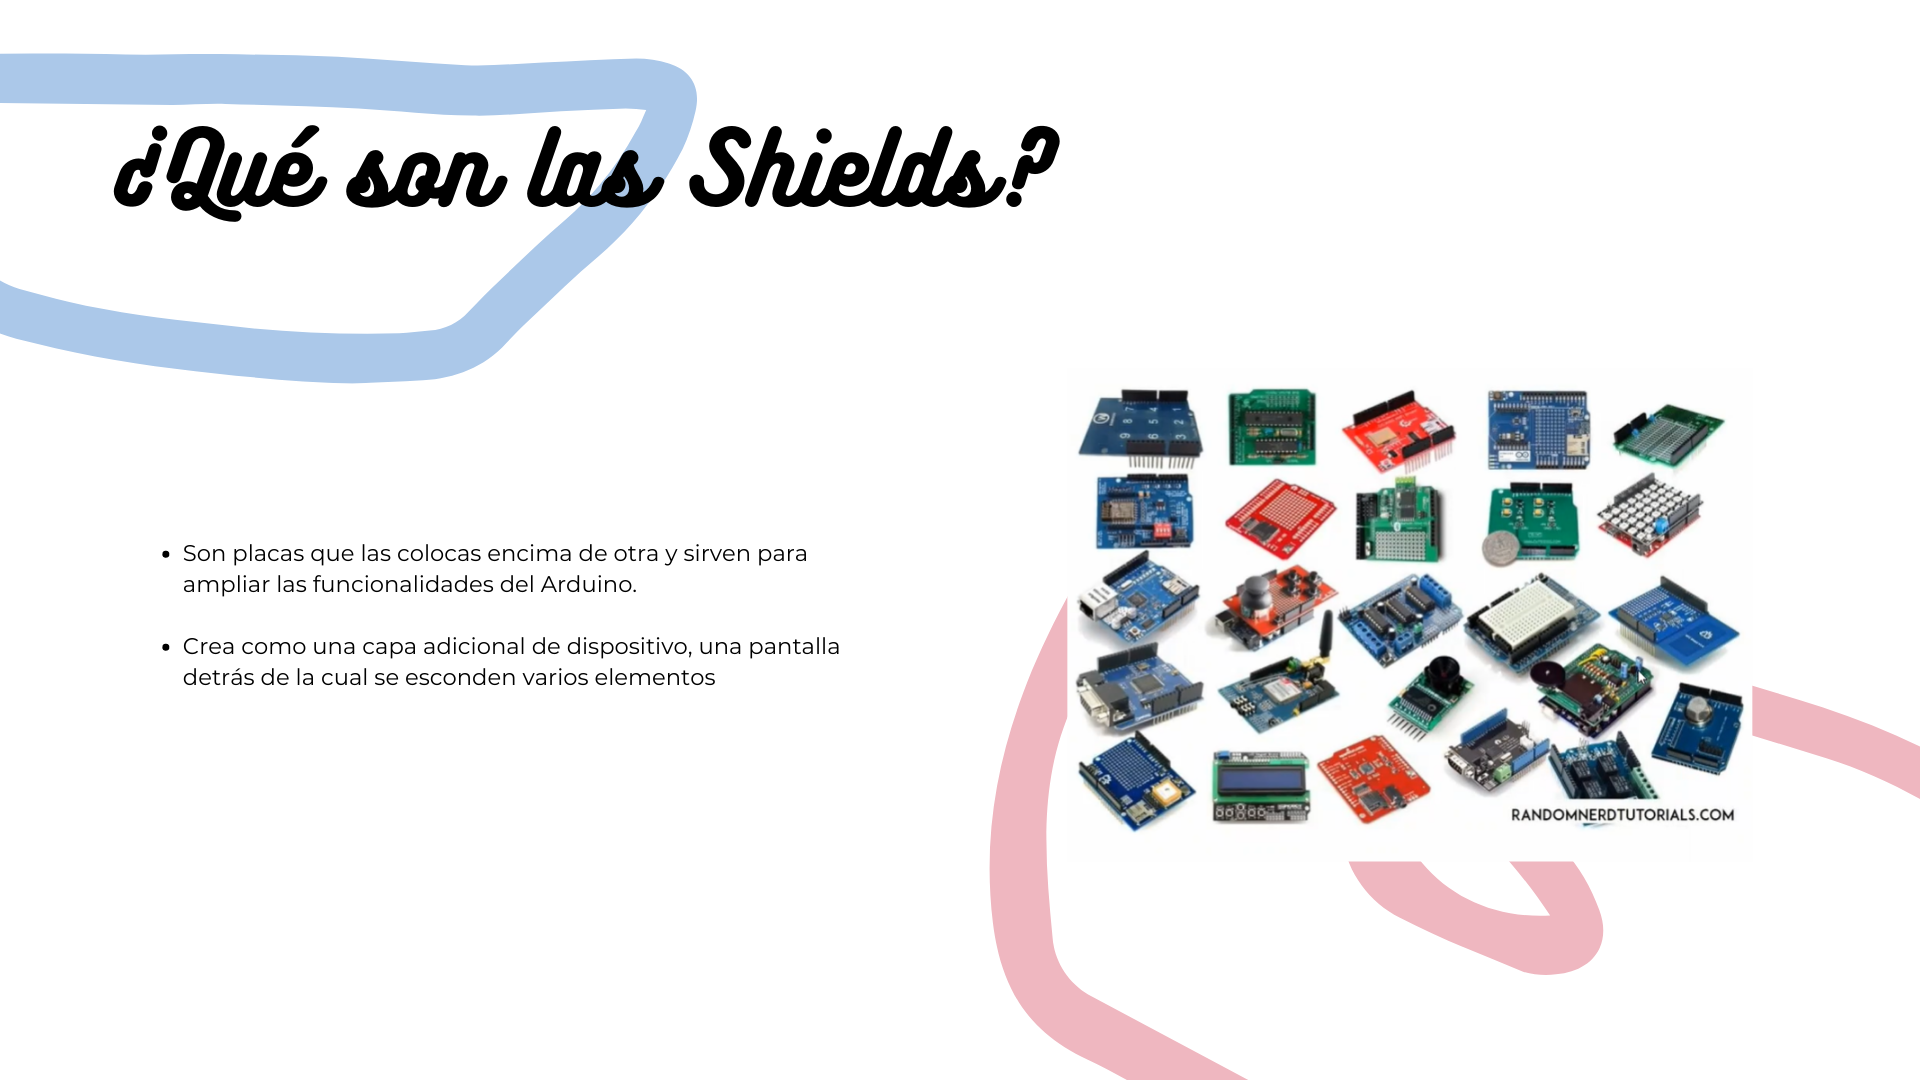 ¿Qué son las Shields?
Son placas que las colocas encima de otra y sirven para
ampliar las funcionalidades del Arduino.
Crea como una capa adicional de dispositivo, una pantalla
detrás de la cual se esconden varios elementos
RANDOMNERDTUTORIALS.COM